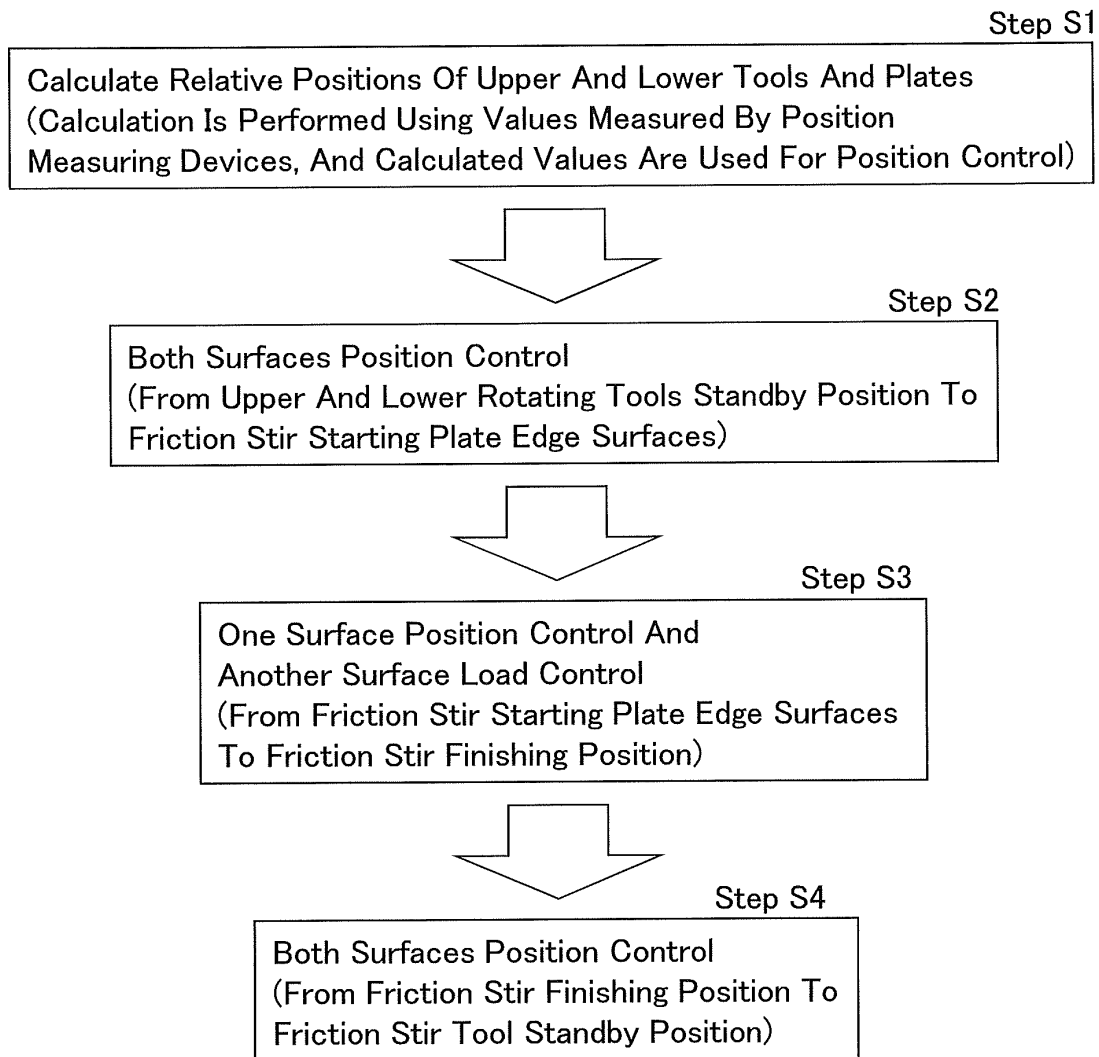 Step S1
Calculate Relative Positions Of Upper And Lower Tools And Plates
(Calculation Is Performed Using Values Measured By Position
Measuring Devices, And Calculated Values Are Used For Position Control)
Step S2
Both Surfaces Position Control
(From Upper And Lower Rotating Tools Standby Position To
Friction Stir Starting Plate Edge Surfaces)
Step S3
One Surface Position Control And
Another Surface Load Control
(From Friction Stir Starting Plate Edge Surfaces
To Friction Stir Finishing Position)
Step S4
Both Surfaces Position Control
(From Friction Stir Finishing Position To
Friction Stir Tool Standby Position)